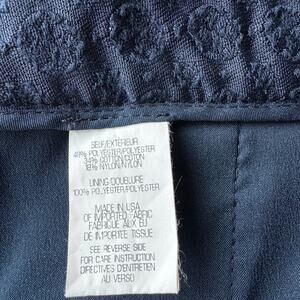 SELF/EXTERIEUR
48% POLYESTER/POLYESTER
34% COTTON/COTON
18% NYLON/NYLON
LINING/DOUBLURE
100% POLYESTER/POLYESTER
MADE IN USA
OF IMPORTED FABRIC
FABRIQUE AUX EU
DE IMPORTEE TISSUE
SEE REVERSE SIDE
FOR CARE INSTRUCTION
DIRECTIVES D'ENTRETIEN
AU VERSO